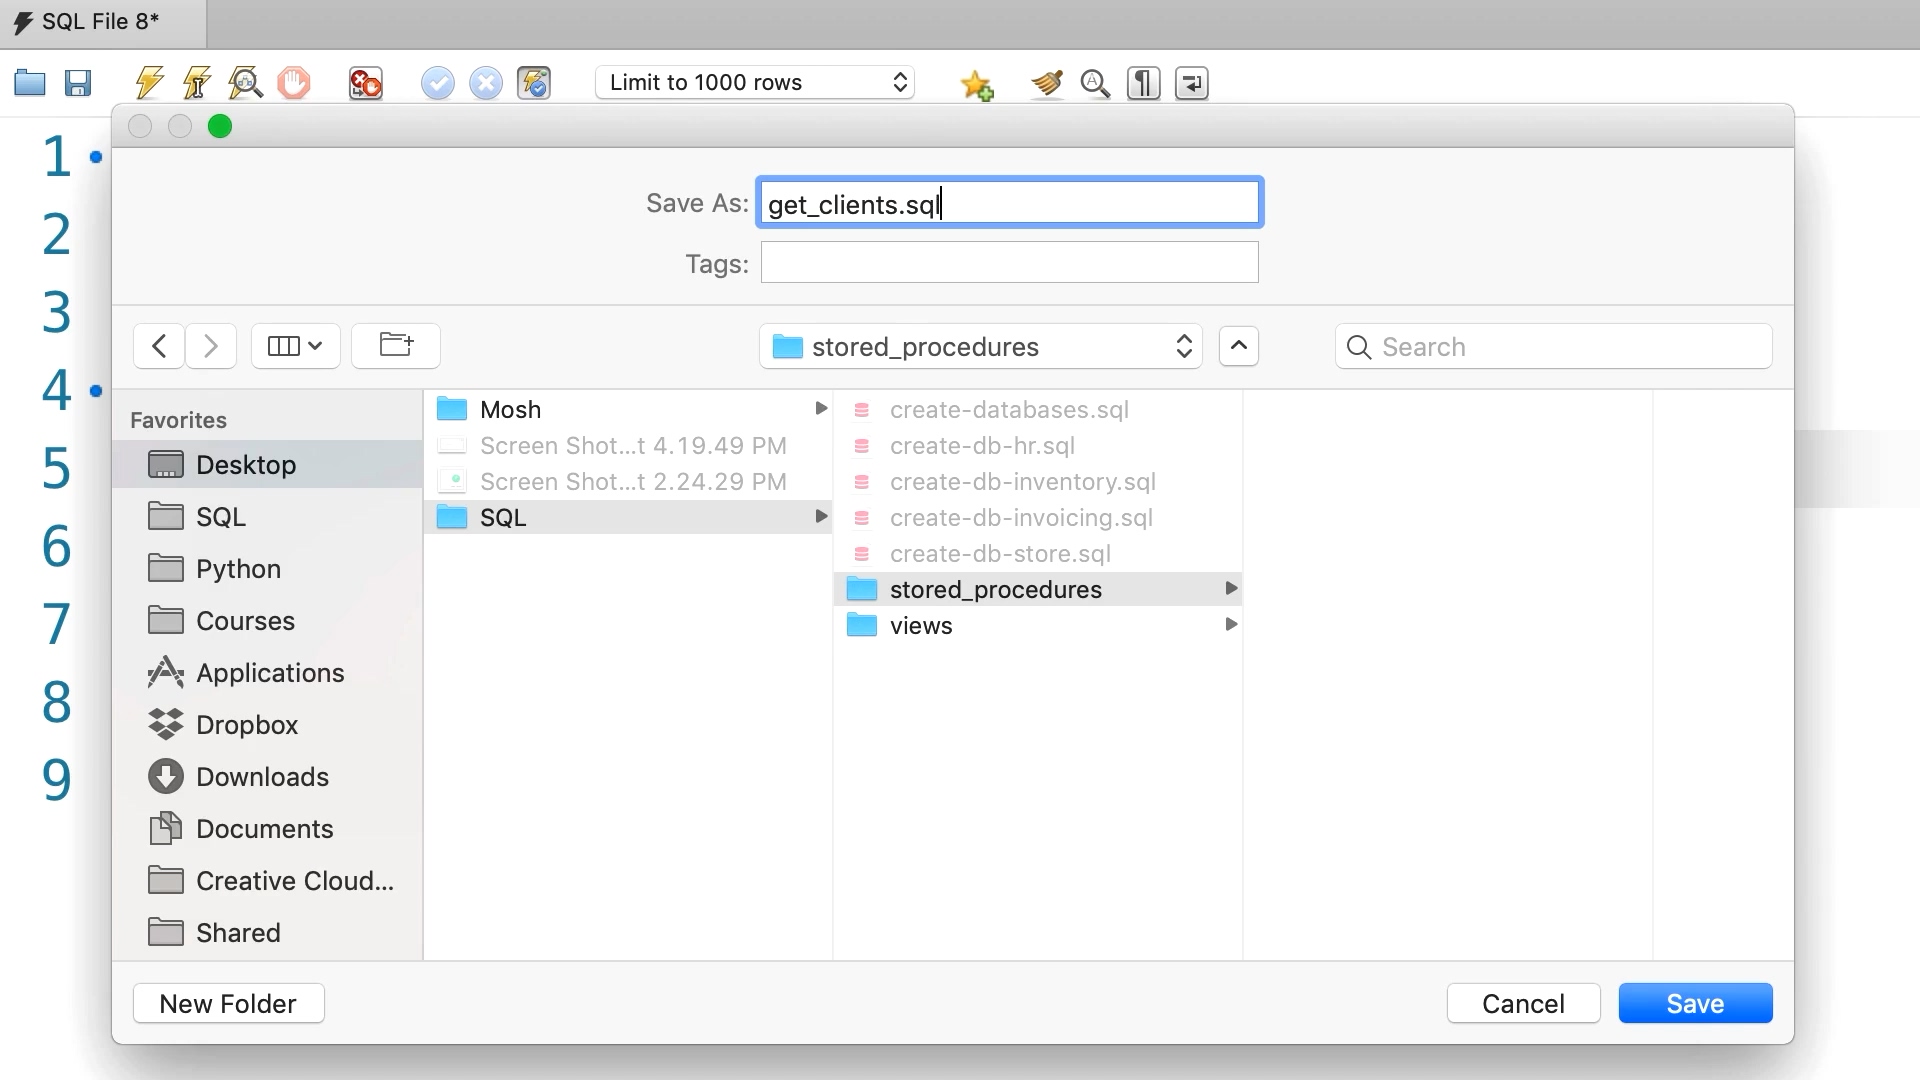 SQL File 8*
Limit to 1000 rows
1
2
3
4
5
6
7
8
9
Save As: get_clients.sql
Tags:
stored_procedures
Search
Favorites
Desktop
SQL
Python
Courses
Applications
Dropbox
Downloads
Documents
Creative Cloud...
Shared
Mosh
Screen Shot...t 4.19.49 PM
Screen Shot...t 2.24.29 PM
SQL
create-databases.sql
create-db-hr.sql
create-db-inventory.sql
create-db-invoicing.sql
create-db-store.sql
stored_procedures
views
New Folder
Cancel
Save